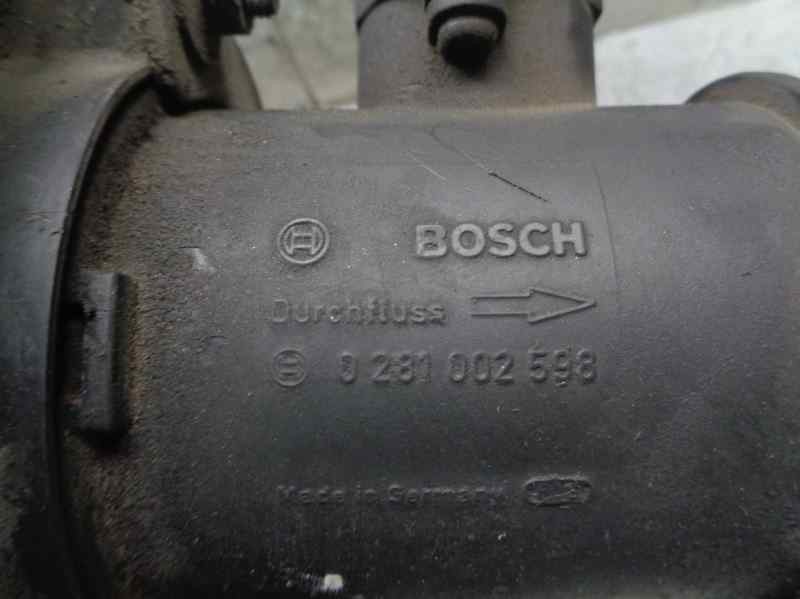 BOSCH
Durchfluss
0 281 002 598
Made in Germany